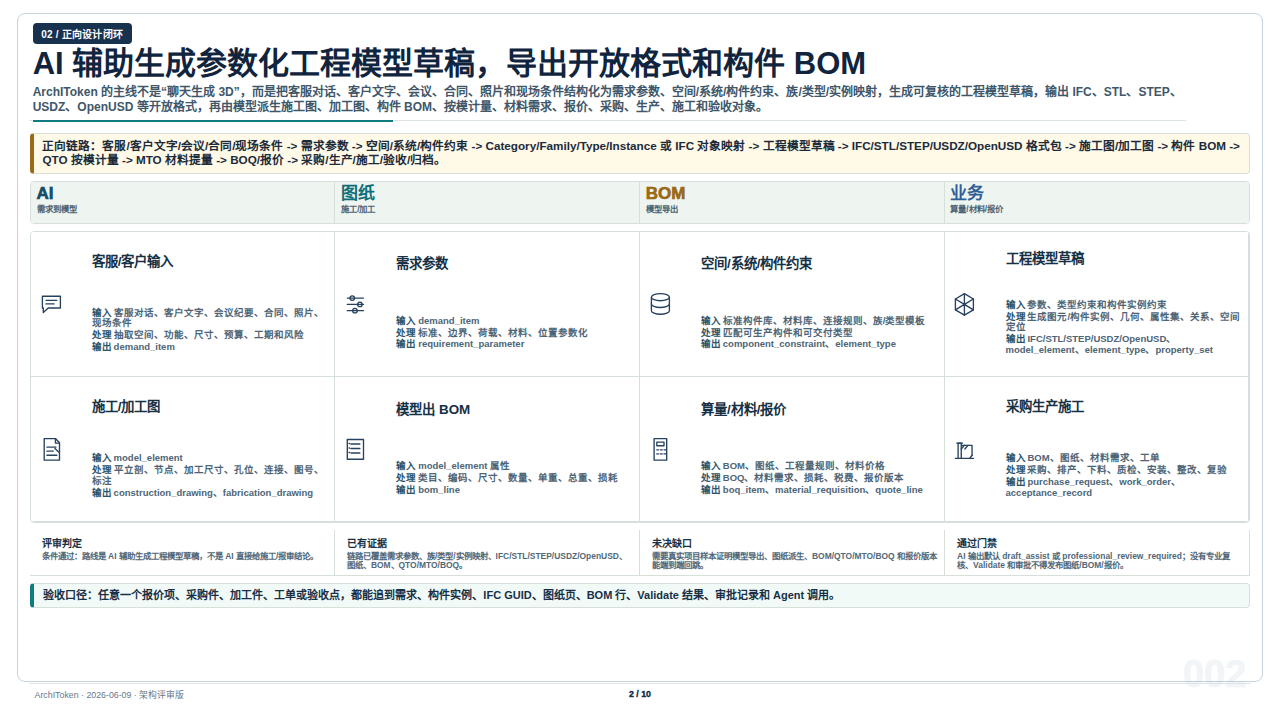 02 / 正向设计闭环
AI 辅助生成参数化工程模型草稿，导出开放格式和构件 BOM
ArchIToken 的主线不是“聊天生成 3D”，而是把客服对话、客户文字、会议、合同、照片和现场条件结构化为需求参数、空间/系统/构件约束、族/类型/实例映射，生成可复核的工程模型草稿，输出 IFC、STL、STEP、
USDZ、OpenUSD 等开放格式，再由模型派生施工图、加工图、构件 BOM、按模计量、材料需求、报价、采购、生产、施工和验收对象。
正向链路：客服/客户文字/会议/合同/现场条件 -> 需求参数 -> 空间/系统/构件约束 -> Category/Family/Type/Instance 或 IFC 对象映射 -> 工程模型草稿 -> IFC/STL/STEP/USDZ/OpenUSD 格式包 -> 施工图/加工图 -> 构件 BOM ->
QTO 按模计量 -> MTO 材料提量 -> BOQ/报价 -> 采购/生产/施工/验收/归档。
AI
需求到模型
图纸
施工/加工
BOM
模型导出
业务
算量/材料/报价
客服/客户输入
输入 客服对话、客户文字、会议纪要、合同、照片、
现场条件
处理 抽取空间、功能、尺寸、预算、工期和风险
输出 demand_item
需求参数
输入 demand_item
处理 标准、边界、荷载、材料、位置参数化
输出 requirement_parameter
空间/系统/构件约束
输入 标准构件库、材料库、连接规则、族/类型模板
处理 匹配可生产构件和可交付类型
输出 component_constraint、element_type
工程模型草稿
输入 参数、类型约束和构件实例约束
处理 生成图元/构件实例、几何、属性集、关系、空间
定位
输出 IFC/STL/STEP/USDZ/OpenUSD、
model_element、element_type、property_set
施工/加工图
输入 model_element
处理 平立剖、节点、加工尺寸、孔位、连接、图号、
标注
输出 construction_drawing、fabrication_drawing
模型出 BOM
输入 model_element 属性
处理 类目、编码、尺寸、数量、单重、总重、损耗
输出 bom_line
算量/材料/报价
输入 BOM、图纸、工程量规则、材料价格
处理 BOQ、材料需求、损耗、税费、报价版本
输出 boq_item、material_requisition、quote_line
采购生产施工
输入 BOM、图纸、材料需求、工单
处理 采购、排产、下料、质检、安装、整改、复验
输出 purchase_request、work_order、
acceptance_record
评审判定
条件通过：路线是 AI 辅助生成工程模型草稿，不是 AI 直接给施工/报审结论。
已有证据
链路已覆盖需求参数、族/类型/实例映射、IFC/STL/STEP/USDZ/OpenUSD、
图纸、BOM、QTO/MTO/BOQ。
未决缺口
需要真实项目样本证明模型导出、图纸派生、BOM/QTO/MTO/BOQ 和报价版本
能端到端回跳。
通过门禁
AI 输出默认 draft_assist 或 professional_review_required；没有专业复
核、Validate 和审批不得发布图纸/BOM/报价。
验收口径：任意一个报价项、采购件、加工件、工单或验收点，都能追到需求、构件实例、IFC GUID、图纸页、BOM 行、Validate 结果、审批记录和 Agent 调用。
002
ArchIToken · 2026-06-09 · 架构评审版
2 / 10